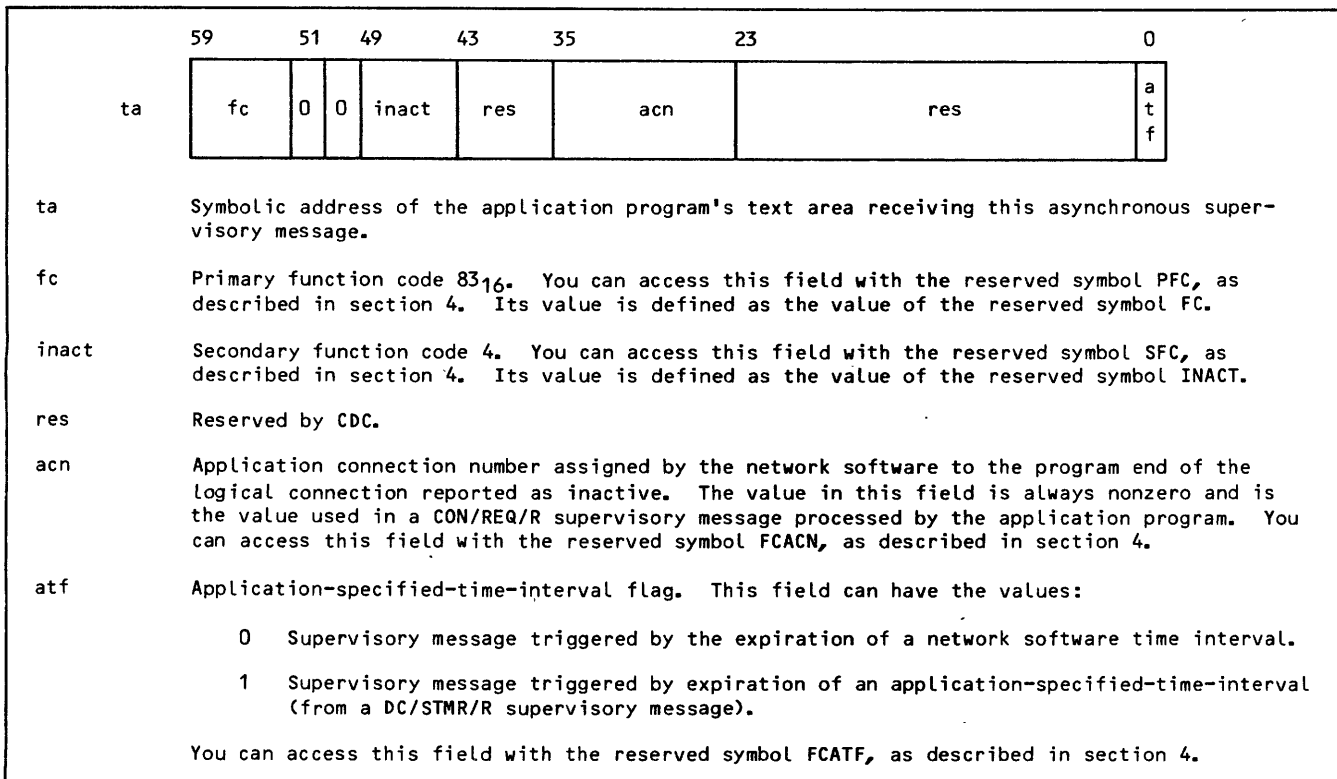 59 51 49 43 35 23 0
ta fc 0 0 inact res acn res atf
ta Symbolic address of the application program's text area receiving this asynchronous super-
visory message.
fc Primary function code 83₁₆. You can access this field with the reserved symbol PFC, as
described in section 4. Its value is defined as the value of the reserved symbol FC.
inact Secondary function code 4. You can access this field with the reserved symbol SFC, as
described in section 4. Its value is defined as the value of the reserved symbol INACT.
res Reserved by CDC.
acn Application connection number assigned by the network software to the program end of the
logical connection reported as inactive. The value in this field is always nonzero and is
the value used in a CON/REQ/R supervisory message processed by the application program. You
can access this field with the reserved symbol FCACN, as described in section 4.
atf Application-specified-time-interval flag. This field can have the values:
0 Supervisory message triggered by the expiration of a network software time interval.
1 Supervisory message triggered by expiration of an application-specified-time-interval
(from a DC/STMR/R supervisory message).
You can access this field with the reserved symbol FCATF, as described in section 4.